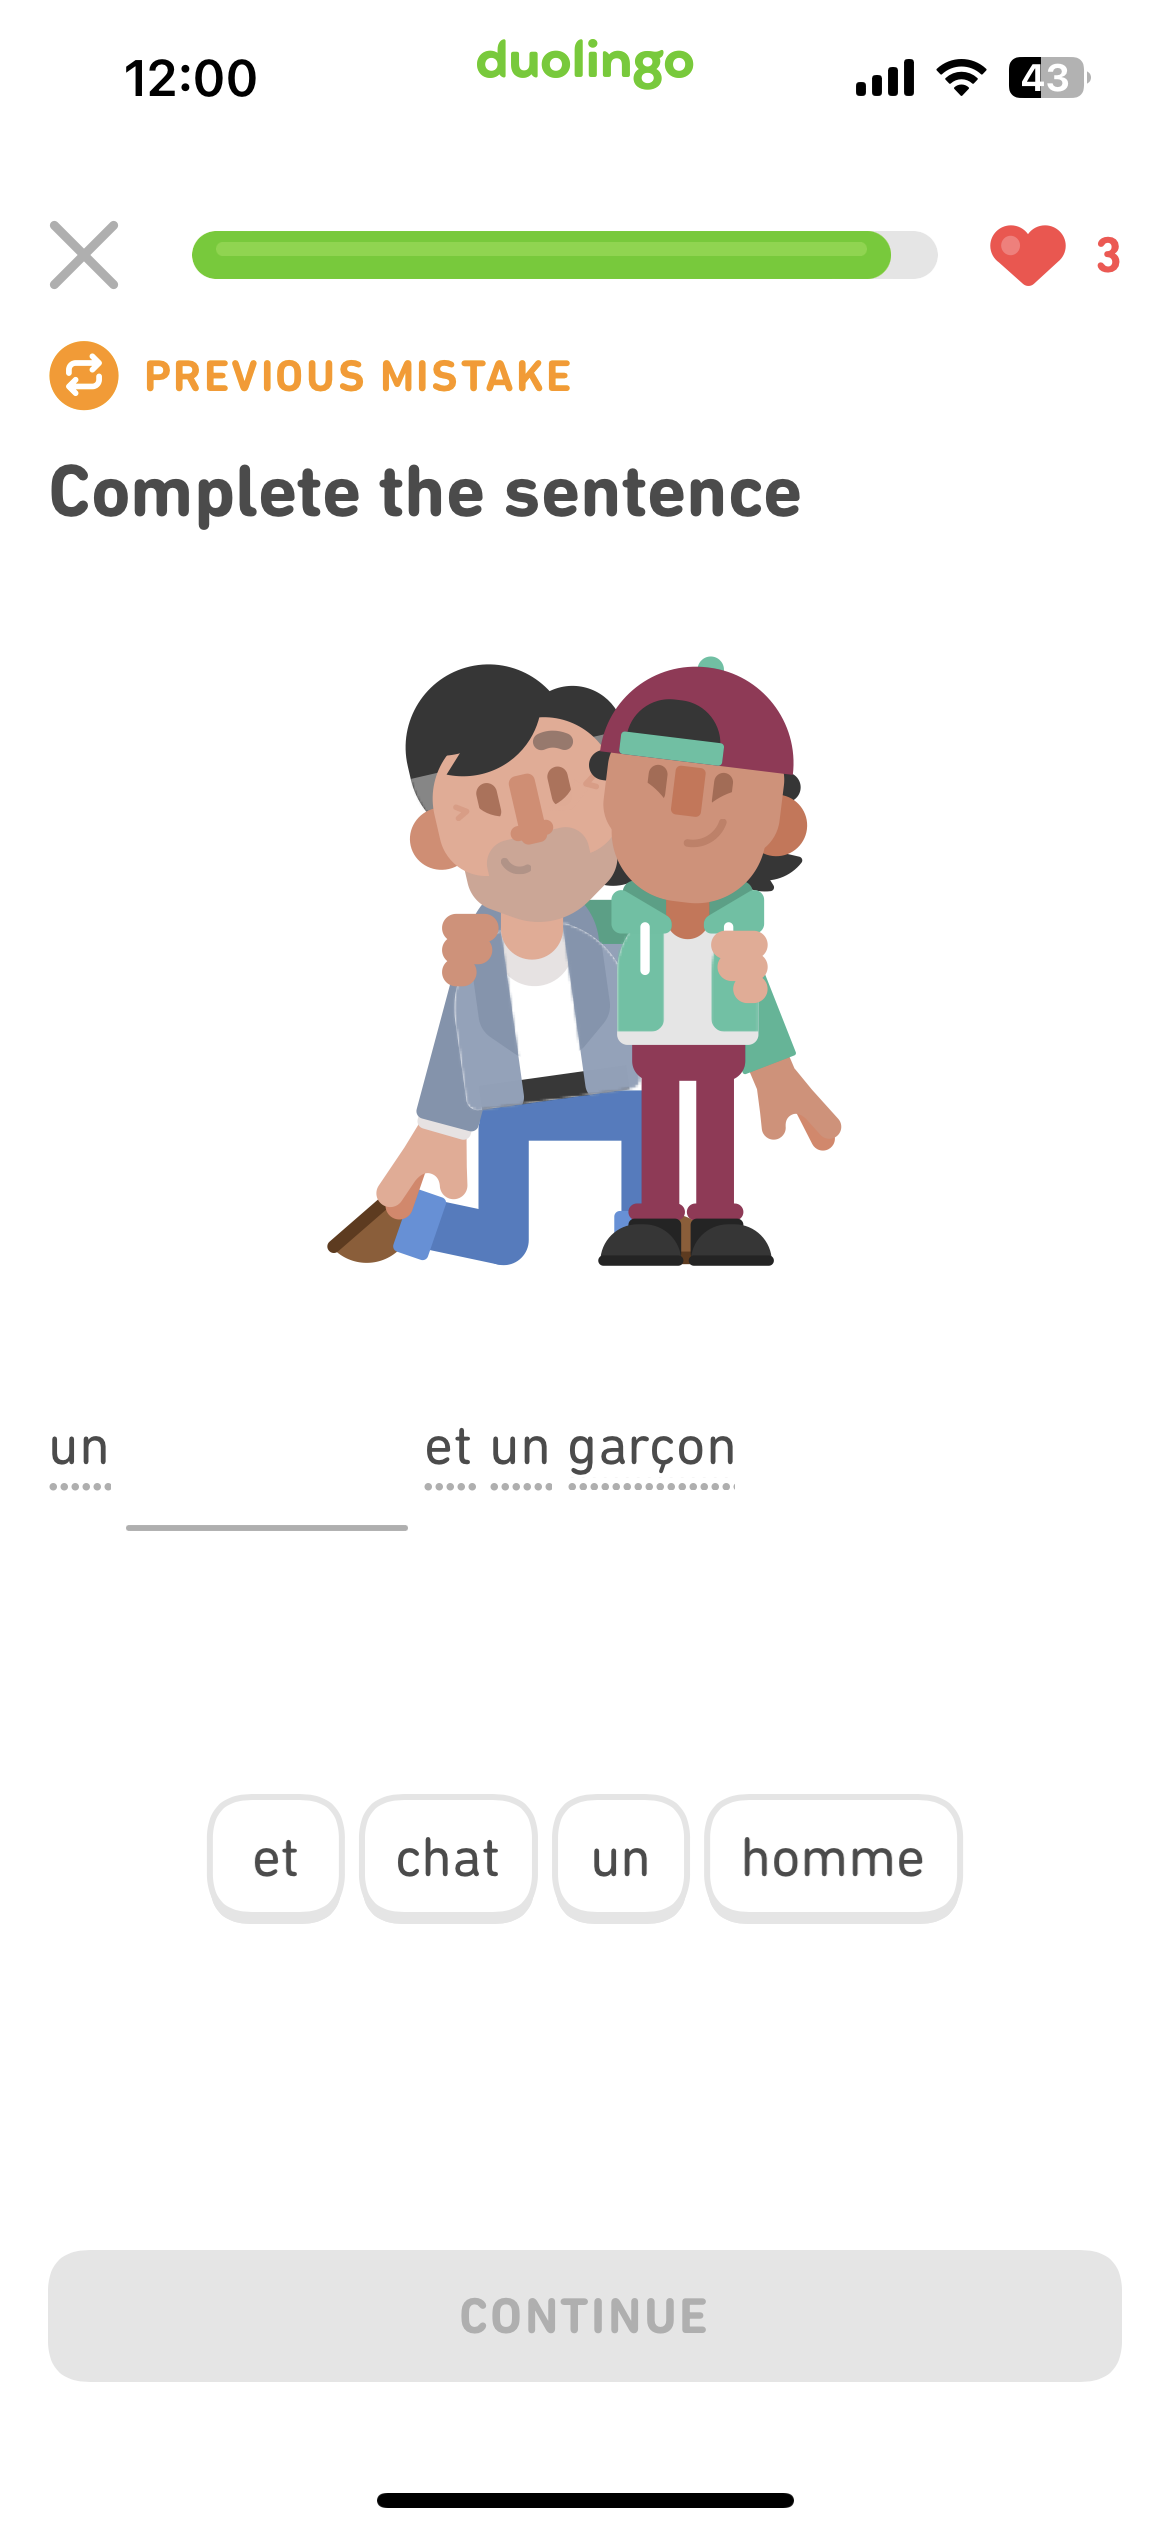 12:00
duolingo
43
3
PREVIOUS MISTAKE
Complete the sentence
un et un garçon
et chat un homme
CONTINUE